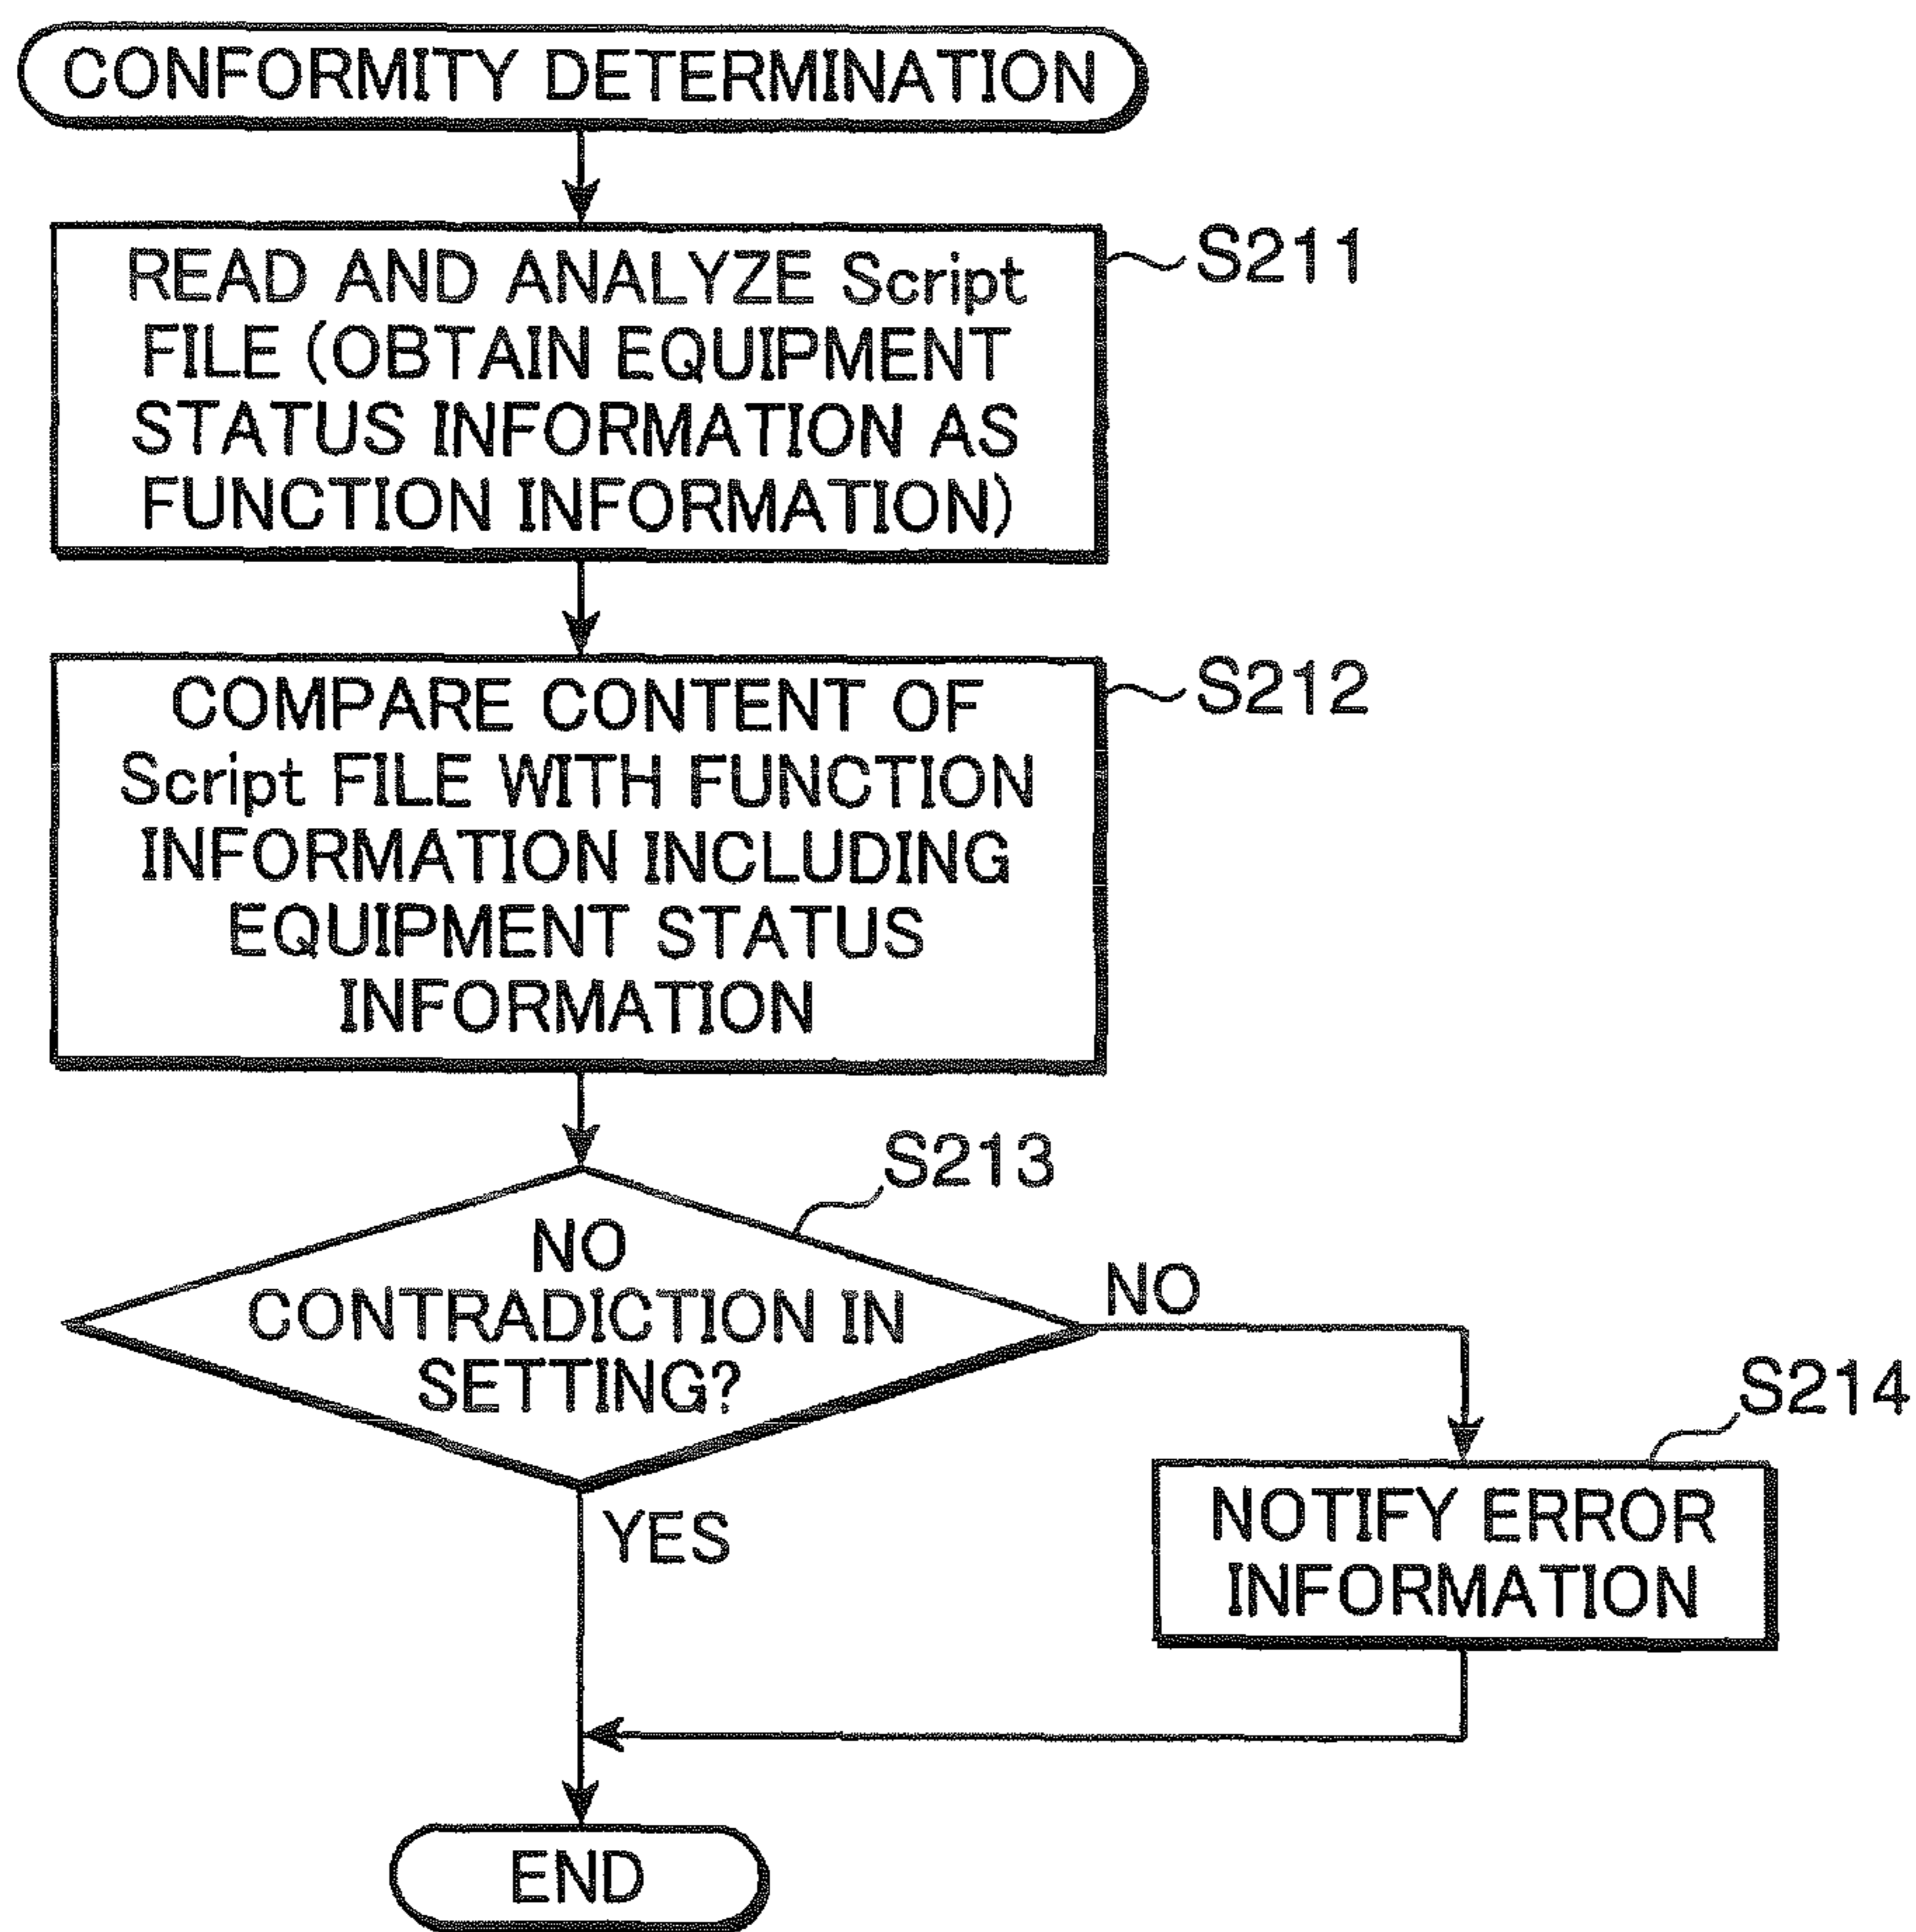 CONFORMITY DETERMINATION
READ AND ANALYZE Script
FILE (OBTAIN EQUIPMENT
STATUS INFORMATION AS
FUNCTION INFORMATION)
S211
COMPARE CONTENT OF
Script FILE WITH FUNCTION
INFORMATION INCLUDING
EQUIPMENT STATUS
INFORMATION
S212
S213
NO
CONTRADICTION IN
SETTING?
NO
YES
S214
NOTIFY ERROR
INFORMATION
END